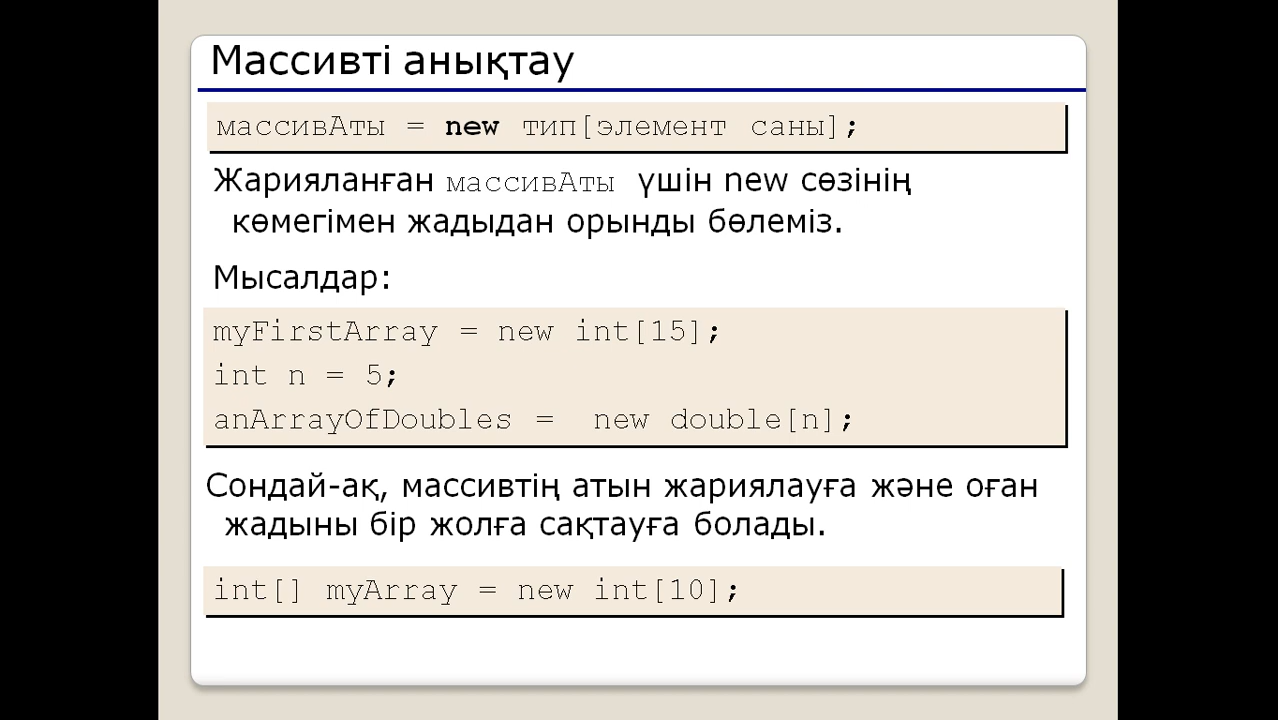 Массивті анықтау
массивАты = new тип[элемент саны];
Жарияланған массивАты үшін new сөзінің
көмегімен жадыдан орынды бөлеміз.
Мысалдар:
myFirstArray = new int[15];
int n = 5;
anArrayOfDoubles = new double[n];
Сондай-ақ, массивтің атын жариялауға және оған
жадыны бір жолға сақтауға болады.
int[] myArray = new int[10];